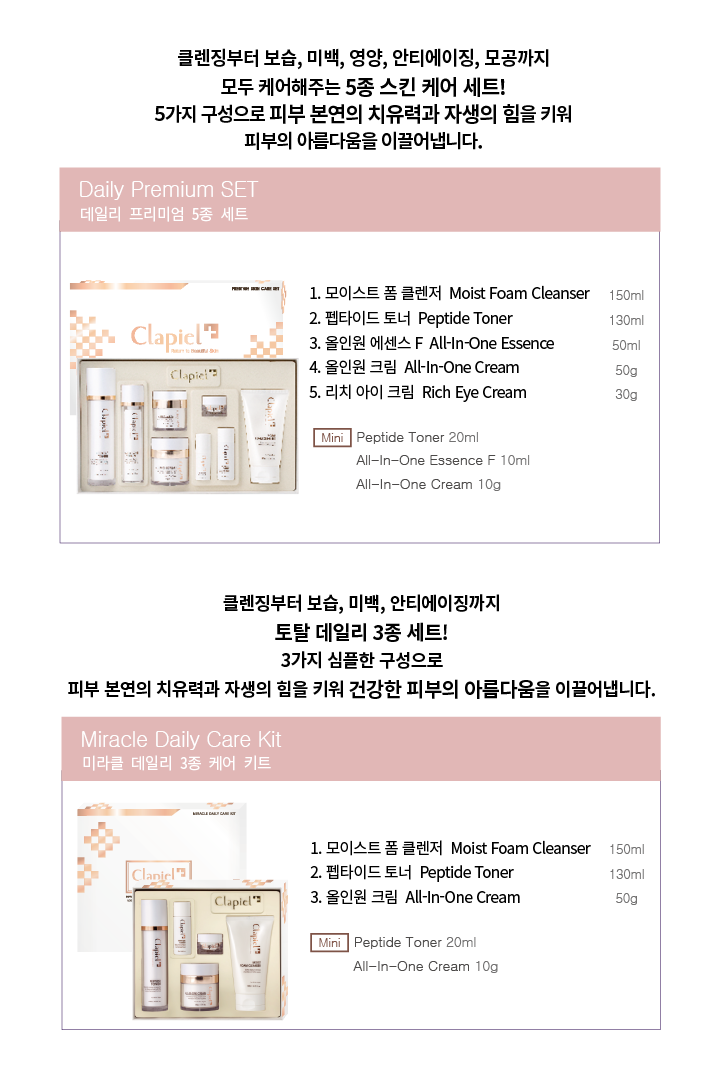 클렌징부터 보습, 미백, 영양, 안티에이징, 모공까지
모두 케어해주는 5종 스킨 케어 세트!
5가지 구성으로 피부 본연의 치유력과 자생의 힘을 키워
피부의 아름다움을 이끌어냅니다.
Daily Premium SET
데일리 프리미엄 5종 세트
PREMIUM SKIN CARE SET
Clapiel
Return to Beautiful Skin
Clapiel
1. 모이스트 폼 클렌저 Moist Foam Cleanser 150ml
2. 펩타이드 토너 Peptide Toner 130ml
3. 올인원 에센스 F All-In-One Essence 50ml
4. 올인원 크림 All-In-One Cream 50g
5. 리치 아이 크림 Rich Eye Cream 30g
Mini Peptide Toner 20ml
All-In-One Essence F 10ml
All-In-One Cream 10g
클렌징부터 보습, 미백, 안티에이징까지
토탈 데일리 3종 세트!
3가지 심플한 구성으로
피부 본연의 치유력과 자생의 힘을 키워 건강한 피부의 아름다움을 이끌어냅니다.
Miracle Daily Care Kit
미라클 데일리 3종 케어 키트
MIRACLE DAILY CARE KIT
Clapiel
Clapiel
1. 모이스트 폼 클렌저 Moist Foam Cleanser 150ml
2. 펩타이드 토너 Peptide Toner 130ml
3. 올인원 크림 All-In-One Cream 50g
Mini Peptide Toner 20ml
All-In-One Cream 10g